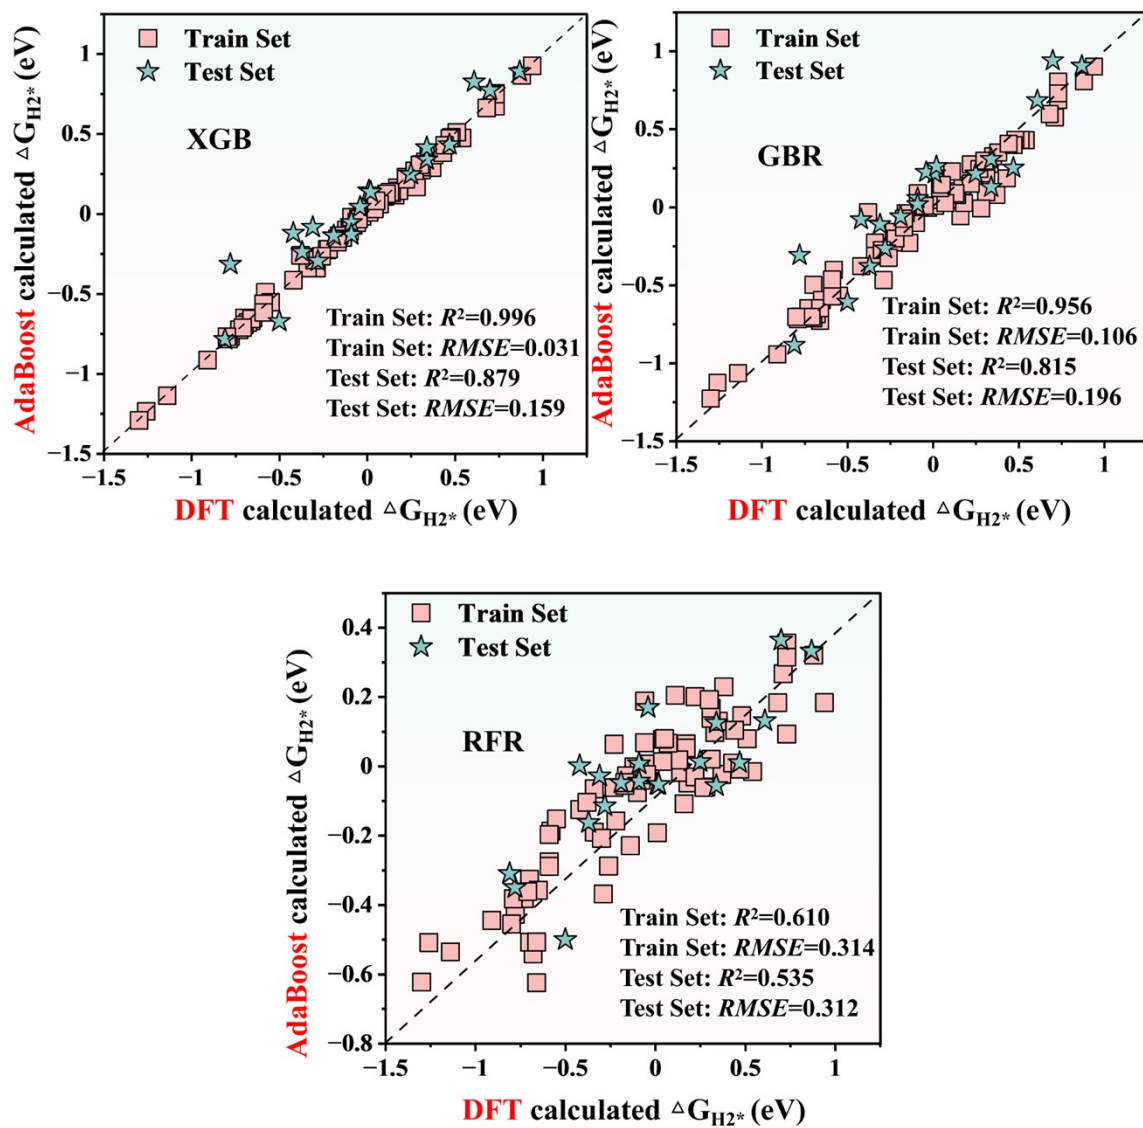 AdaBoost calculated △G_H2* (eV)
1
0.5
0
−0.5
−1
−1.5
Train Set
Test Set
XGB
Train Set: R²=0.996
Train Set: RMSE=0.031
Test Set: R²=0.879
Test Set: RMSE=0.159
−1.5 −1 −0.5 0 0.5 1
DFT calculated △G_H2* (eV)
AdaBoost calculated △G_H2* (eV)
1
0.5
0
−0.5
−1
−1.5
Train Set
Test Set
GBR
Train Set: R²=0.956
Train Set: RMSE=0.106
Test Set: R²=0.815
Test Set: RMSE=0.196
−1.5 −1 −0.5 0 0.5 1
DFT calculated △G_H2* (eV)
AdaBoost calculated △G_H2* (eV)
0.4
0.2
0
−0.2
−0.4
−0.6
−0.8
Train Set
Test Set
RFR
Train Set: R²=0.610
Train Set: RMSE=0.314
Test Set: R²=0.535
Test Set: RMSE=0.312
−1.5 −1 −0.5 0 0.5 1
DFT calculated △G_H2* (eV)